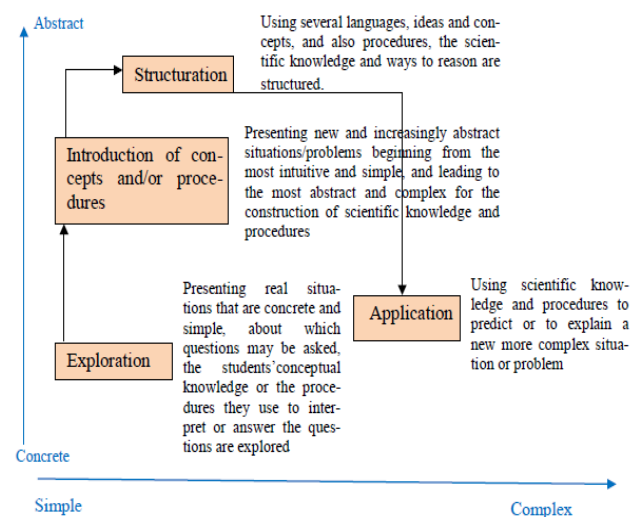 Abstract
Using several languages, ideas and con-
cepts, and also procedures, the scien-
tific knowledge and ways to reason are
structured.
Structuration
Introduction of con-
cepts and/or proce-
dures
Presenting new and increasingly abstract
situations/problems beginning from the
most intuitive and simple, and leading to
the most abstract and complex for the
construction of scientific knowledge and
procedures
Exploration
Presenting real situa-
tions that are concrete and
simple, about which
questions may be asked,
the students'conceptual
knowledge or the proce-
dures they use to inter-
pret or answer the ques-
tions are explored
Application
Using scientific know-
ledge and procedures to
predict or to explain a
new more complex situa-
tion or problem
Concrete
Simple
Complex